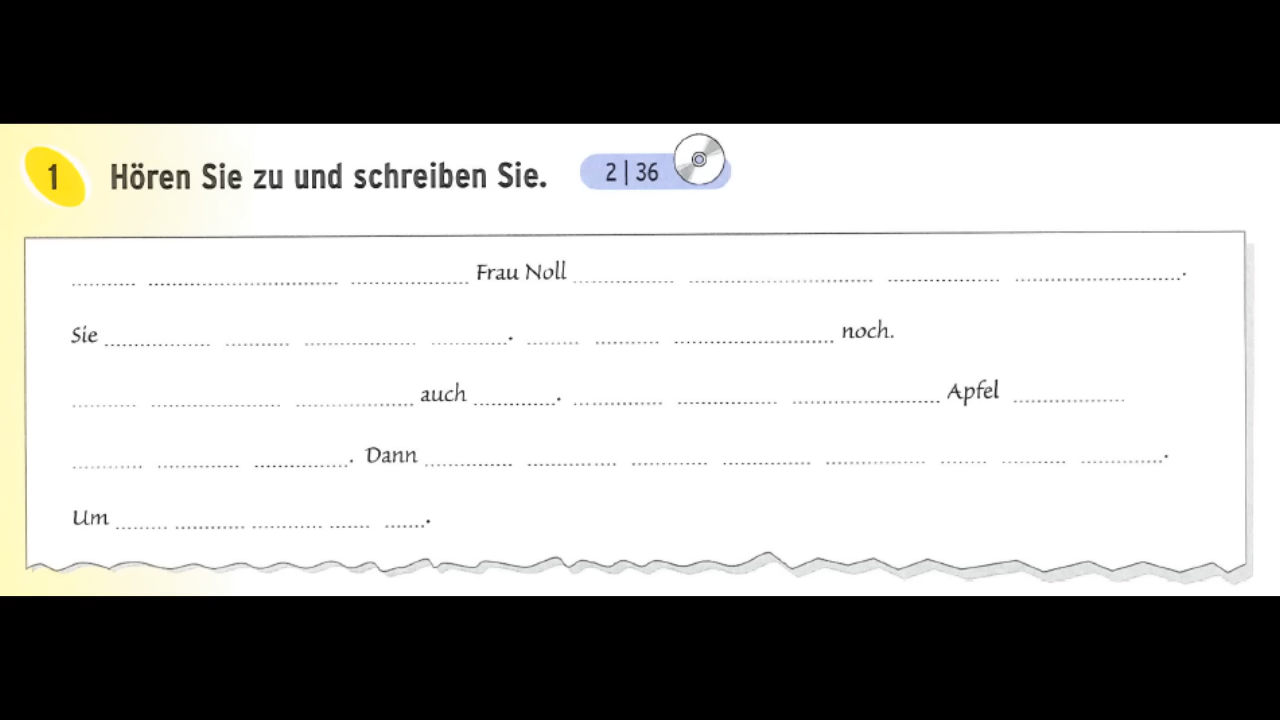 1 Hören Sie zu und schreiben Sie. 2 | 36
Frau Noll .
Sie . noch.
auch . Apfel
. Dann .
Um .